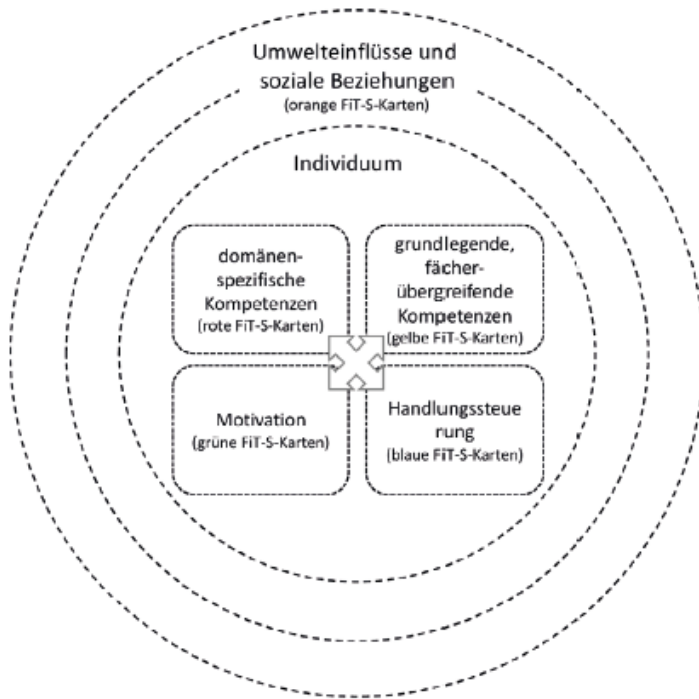 Umwelteinflüsse und
soziale Beziehungen
(orange FiT-S-Karten)
Individuum
domänen-
spezifische
Kompetenzen
(rote FiT-S-Karten)
grundlegende,
fächer-
übergreifende
Kompetenzen
(gelbe FiT-S-Karten)
Motivation
(grüne FiT-S-Karten)
Handlungssteue
rung
(blaue FiT-S-Karten)